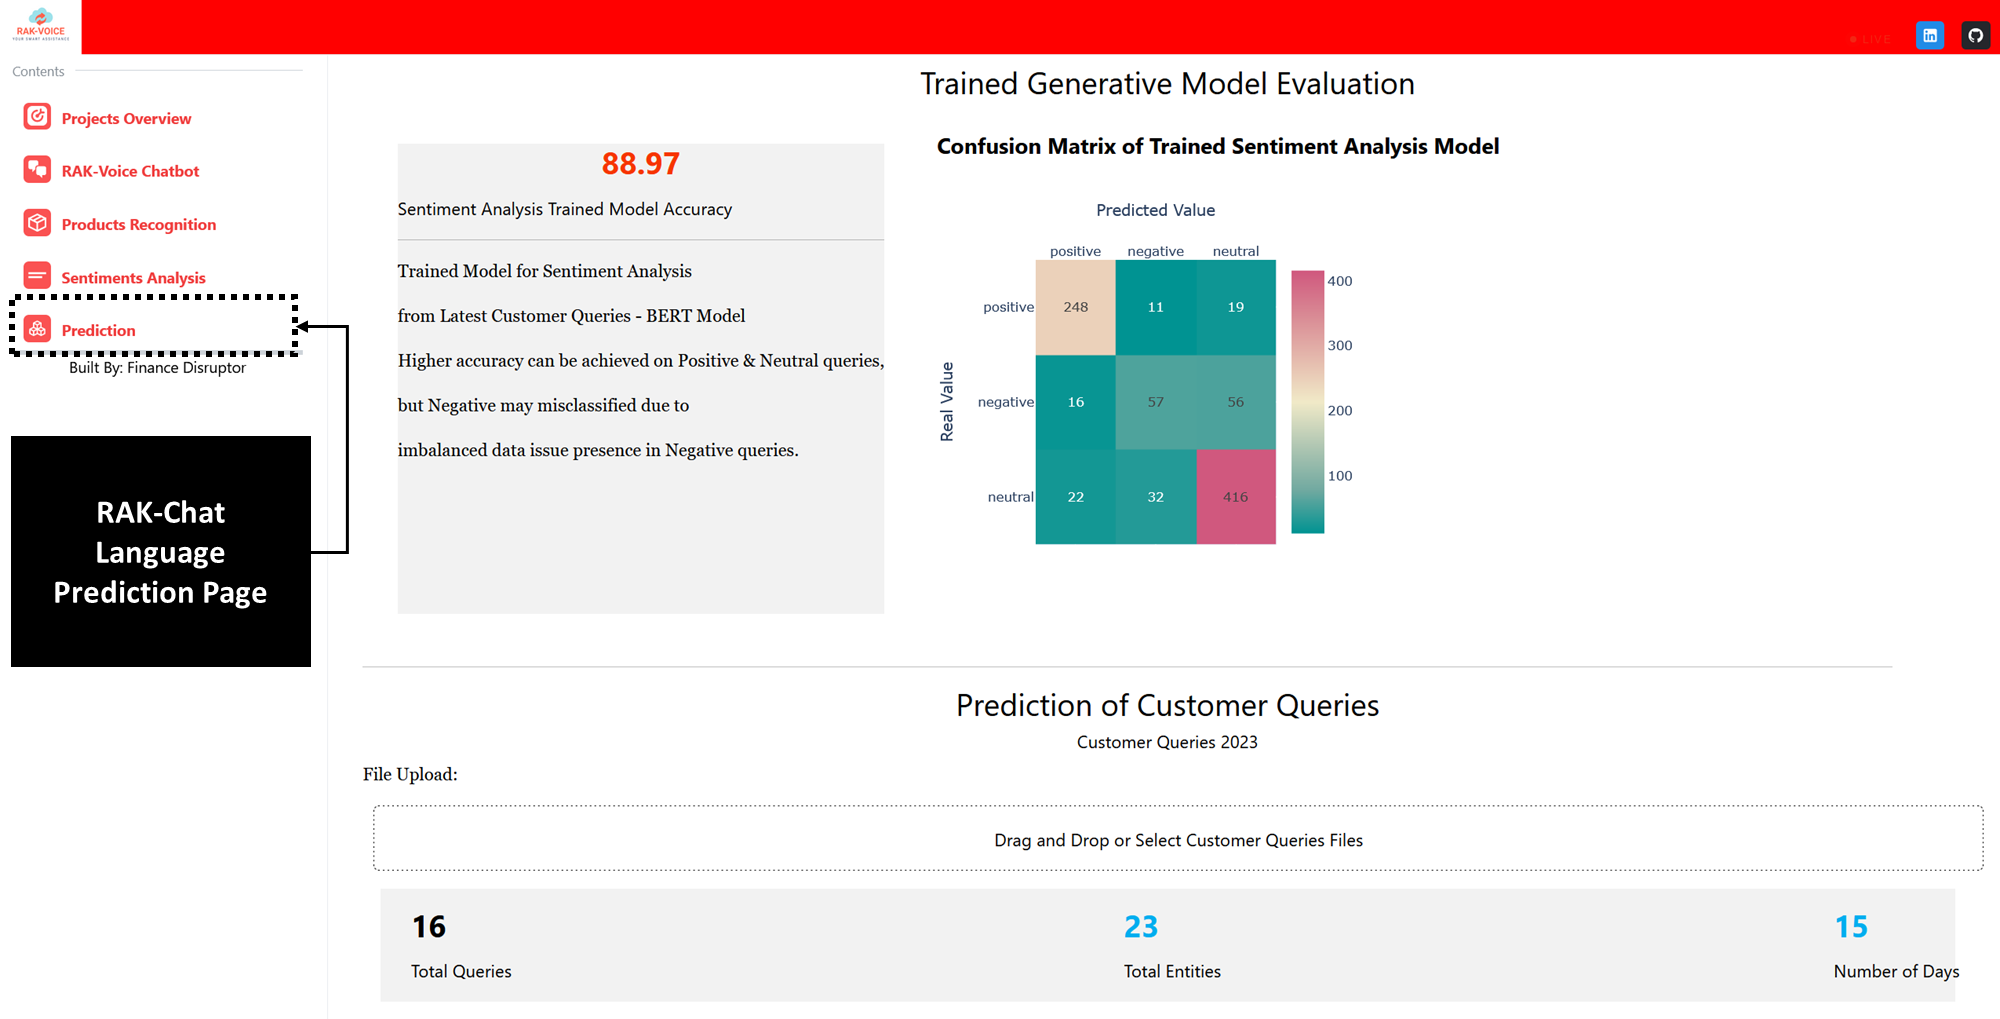 RAK-VOICE
YOUR SMART ASSISTANCE
LIVE
Contents
Projects Overview
RAK-Voice Chatbot
Products Recognition
Sentiments Analysis
Prediction
Built By: Finance Disruptor
RAK-Chat
Language
Prediction Page
Trained Generative Model Evaluation
88.97
Sentiment Analysis Trained Model Accuracy
Trained Model for Sentiment Analysis
from Latest Customer Queries - BERT Model
Higher accuracy can be achieved on Positive & Neutral queries,
but Negative may misclassified due to
imbalanced data issue presence in Negative queries.
Confusion Matrix of Trained Sentiment Analysis Model
Predicted Value
positive negative neutral
Real Value
positive 248 11 19
negative 16 57 56
neutral 22 32 416
400
300
200
100
Prediction of Customer Queries
Customer Queries 2023
File Upload:
Drag and Drop or Select Customer Queries Files
16 23 15
Total Queries Total Entities Number of Days